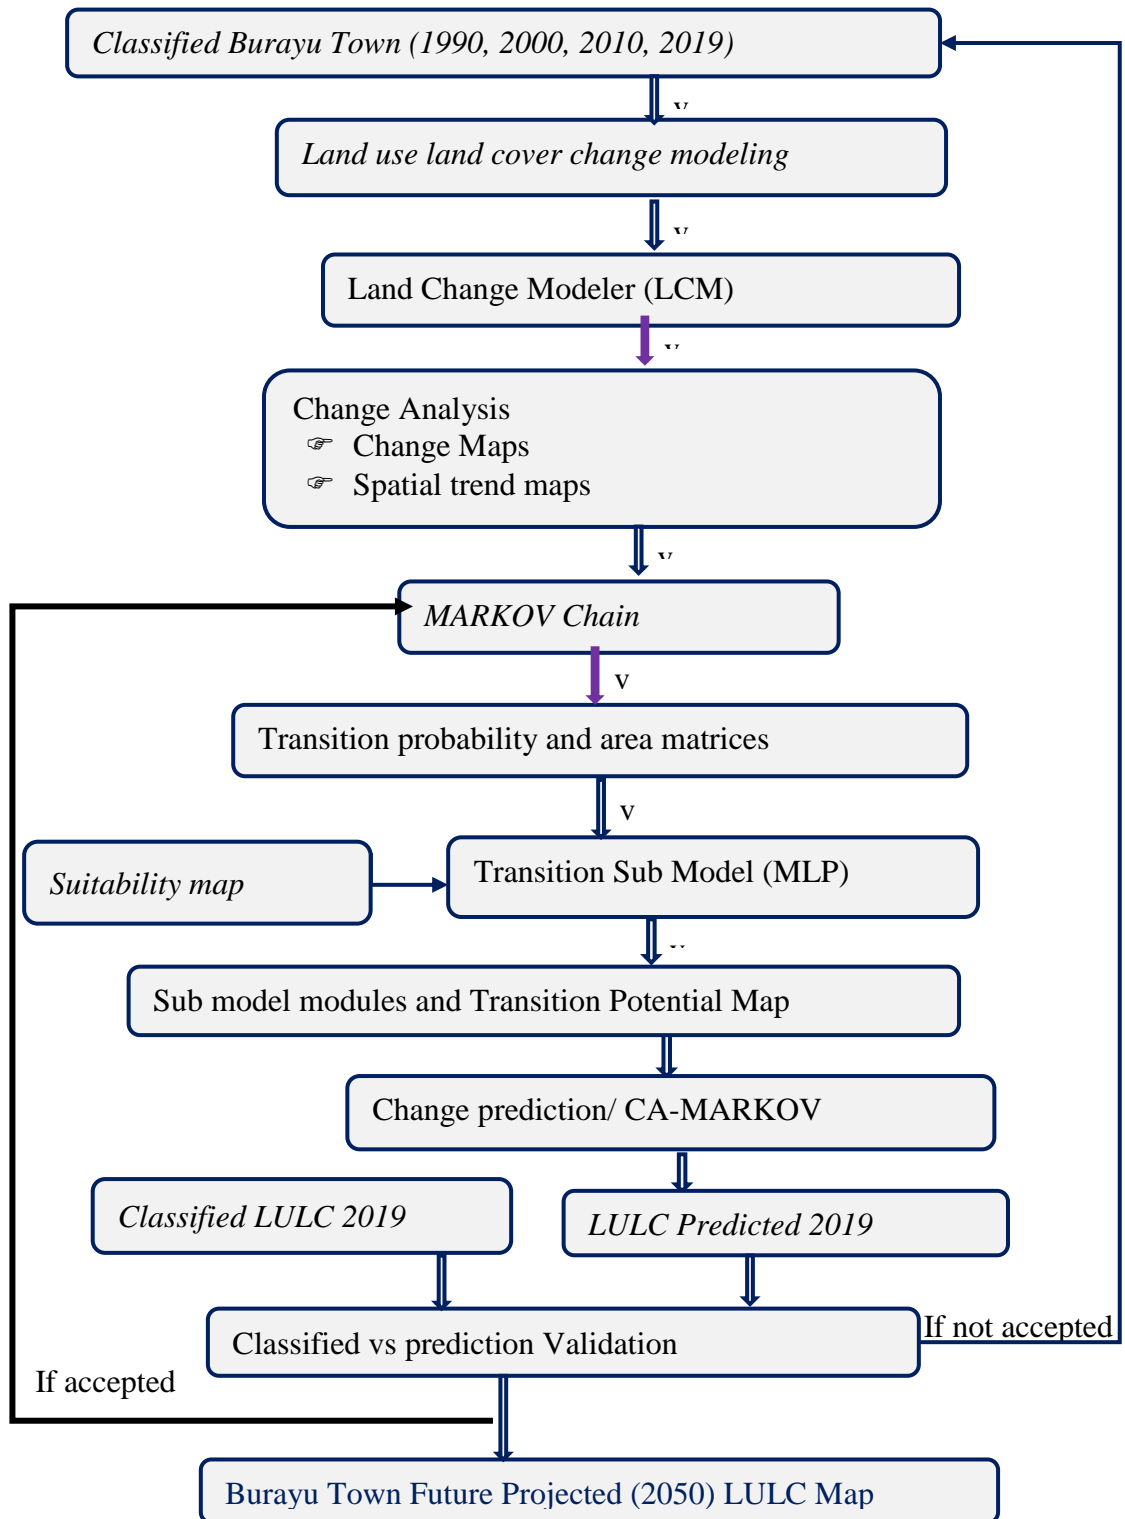 Classified Burayu Town (1990, 2000, 2010, 2019)
v
Land use land cover change modeling
v
Land Change Modeler (LCM)
v
Change Analysis
☞ Change Maps
☞ Spatial trend maps
v
MARKOV Chain
v
Transition probability and area matrices
v
Suitability map
Transition Sub Model (MLP)
Sub model modules and Transition Potential Map
Change prediction/ CA-MARKOV
Classified LULC 2019
LULC Predicted 2019
If not accepted
Classified vs prediction Validation
If accepted
Burayu Town Future Projected (2050) LULC Map